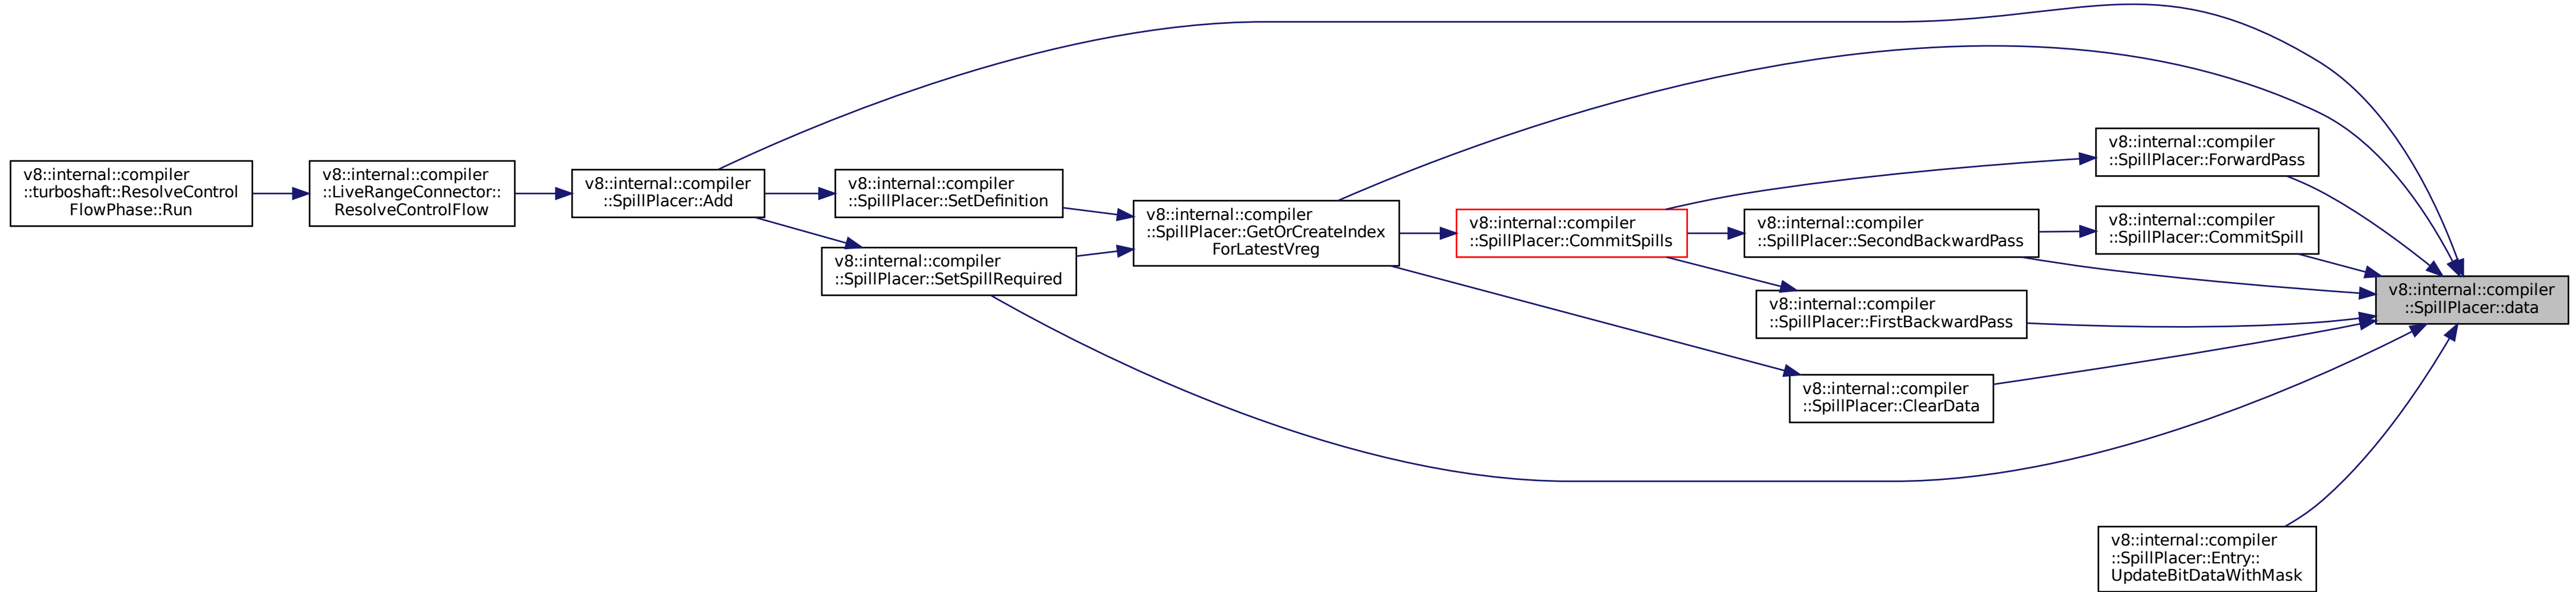 v8::internal::compiler
::turboshaft::ResolveControl
FlowPhase::Run
v8::internal::compiler
::LiveRangeConnector::
ResolveControlFlow
v8::internal::compiler
::SpillPlacer::Add
v8::internal::compiler
::SpillPlacer::SetDefinition
v8::internal::compiler
::SpillPlacer::SetSpillRequired
v8::internal::compiler
::SpillPlacer::GetOrCreateIndex
ForLatestVreg
v8::internal::compiler
::SpillPlacer::CommitSpills
v8::internal::compiler
::SpillPlacer::SecondBackwardPass
v8::internal::compiler
::SpillPlacer::FirstBackwardPass
v8::internal::compiler
::SpillPlacer::ClearData
v8::internal::compiler
::SpillPlacer::ForwardPass
v8::internal::compiler
::SpillPlacer::CommitSpill
v8::internal::compiler
::SpillPlacer::data
v8::internal::compiler
::SpillPlacer::Entry::
UpdateBitDataWithMask